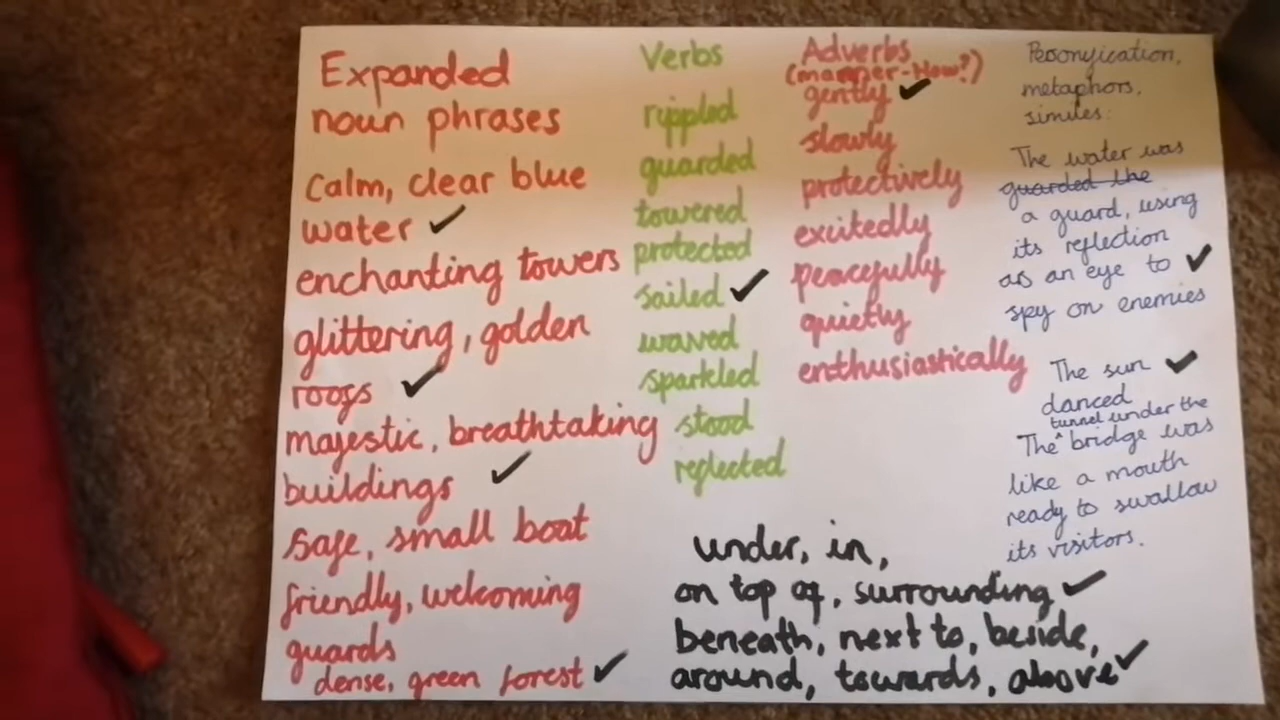 Expanded
noun phrases
calm, clear blue
water ✓
enchanting towers
glittering, golden
roofs ✓
majestic, breathtaking
buildings ✓
safe, small boat
friendly, welcoming
guards
dense, green forest ✓
Verbs
rippled
guarded
towered
protected
sailed ✓
waved
sparkled
stood
reflected
Adverbs
(manner-How?)
gently ✓
slowly
protectively
excitedly
peacefully
quietly
enthusiastically
Personification,
metaphors,
similes:
The water was
guarded the
a guard, using
its reflection
as an eye to ✓
spy on enemies
The sun ✓
danced
tunnel under the
The ^ bridge was
like a mouth
ready to swallow
its visitors.
under, in,
on top of, surrounding ✓
beneath, next to, beside,
around, towards, above ✓